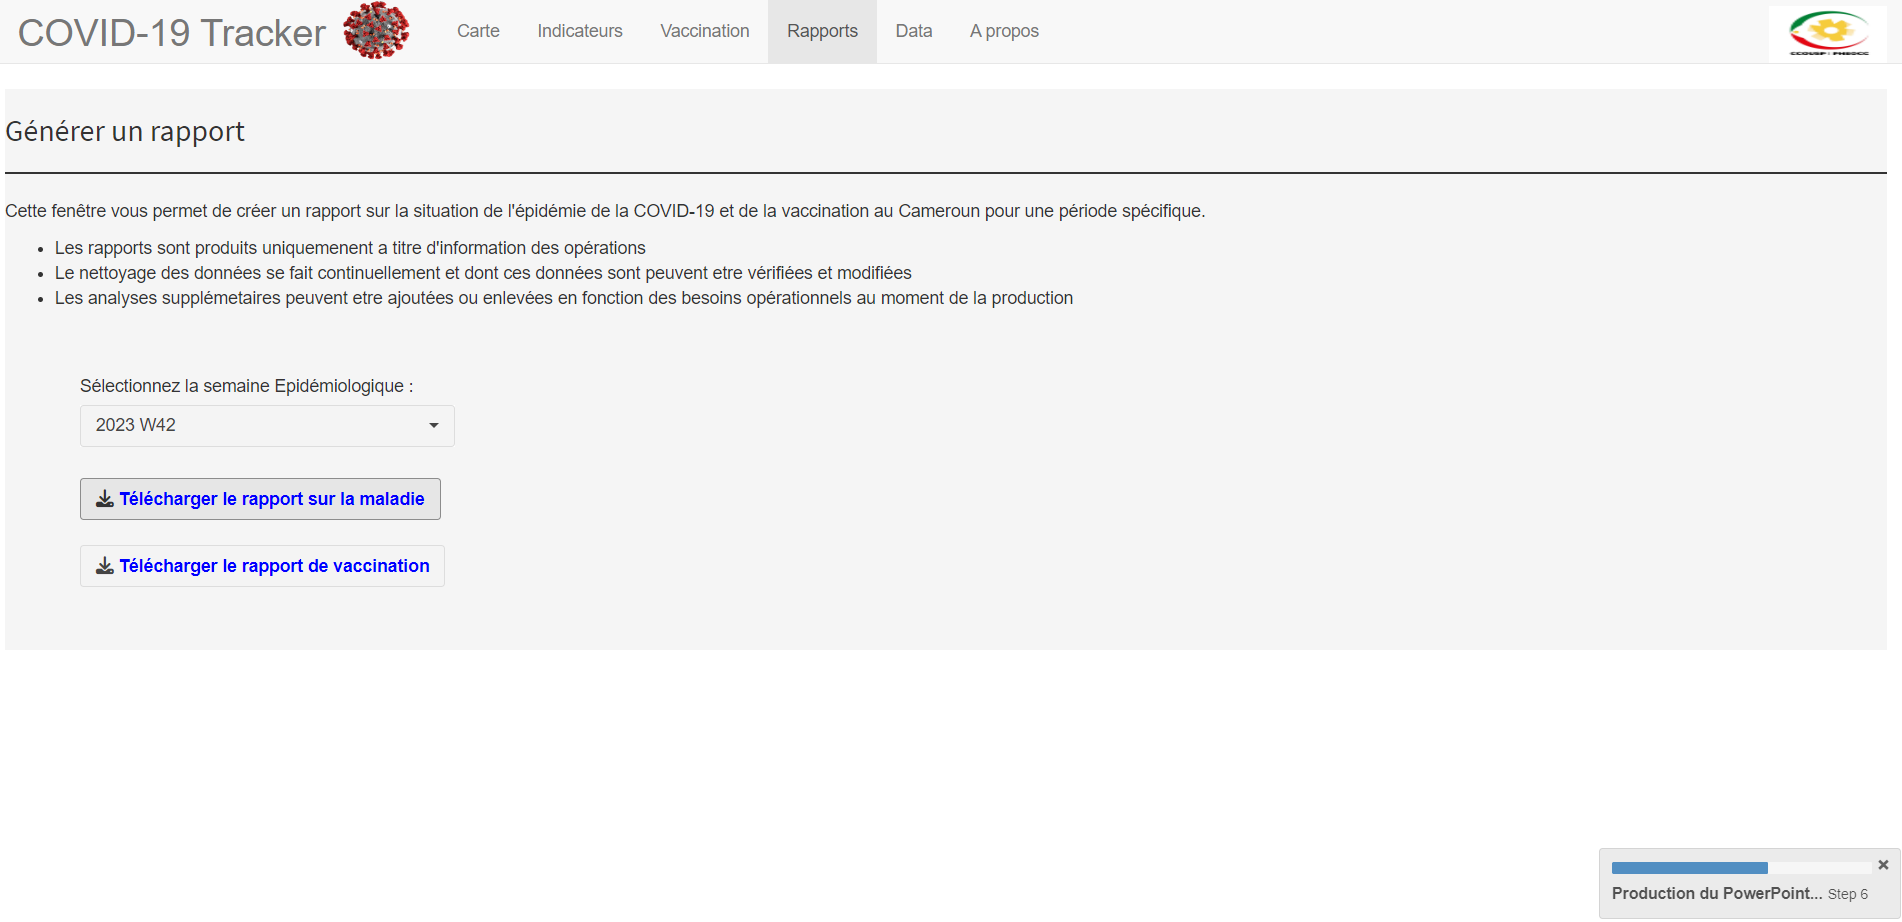 COVID-19 Tracker
Carte Indicateurs Vaccination Rapports Data A propos
Générer un rapport
Cette fenêtre vous permet de créer un rapport sur la situation de l'épidémie de la COVID-19 et de la vaccination au Cameroun pour une période spécifique.
Les rapports sont produits uniquemenent a titre d'information des opérations
Le nettoyage des données se fait continuellement et dont ces données sont peuvent etre vérifiées et modifiées
Les analyses supplémetaires peuvent etre ajoutées ou enlevées en fonction des besoins opérationnels au moment de la production
Sélectionnez la semaine Epidémiologique :
2023 W42
Télécharger le rapport sur la maladie
Télécharger le rapport de vaccination
Production du PowerPoint... Step 6